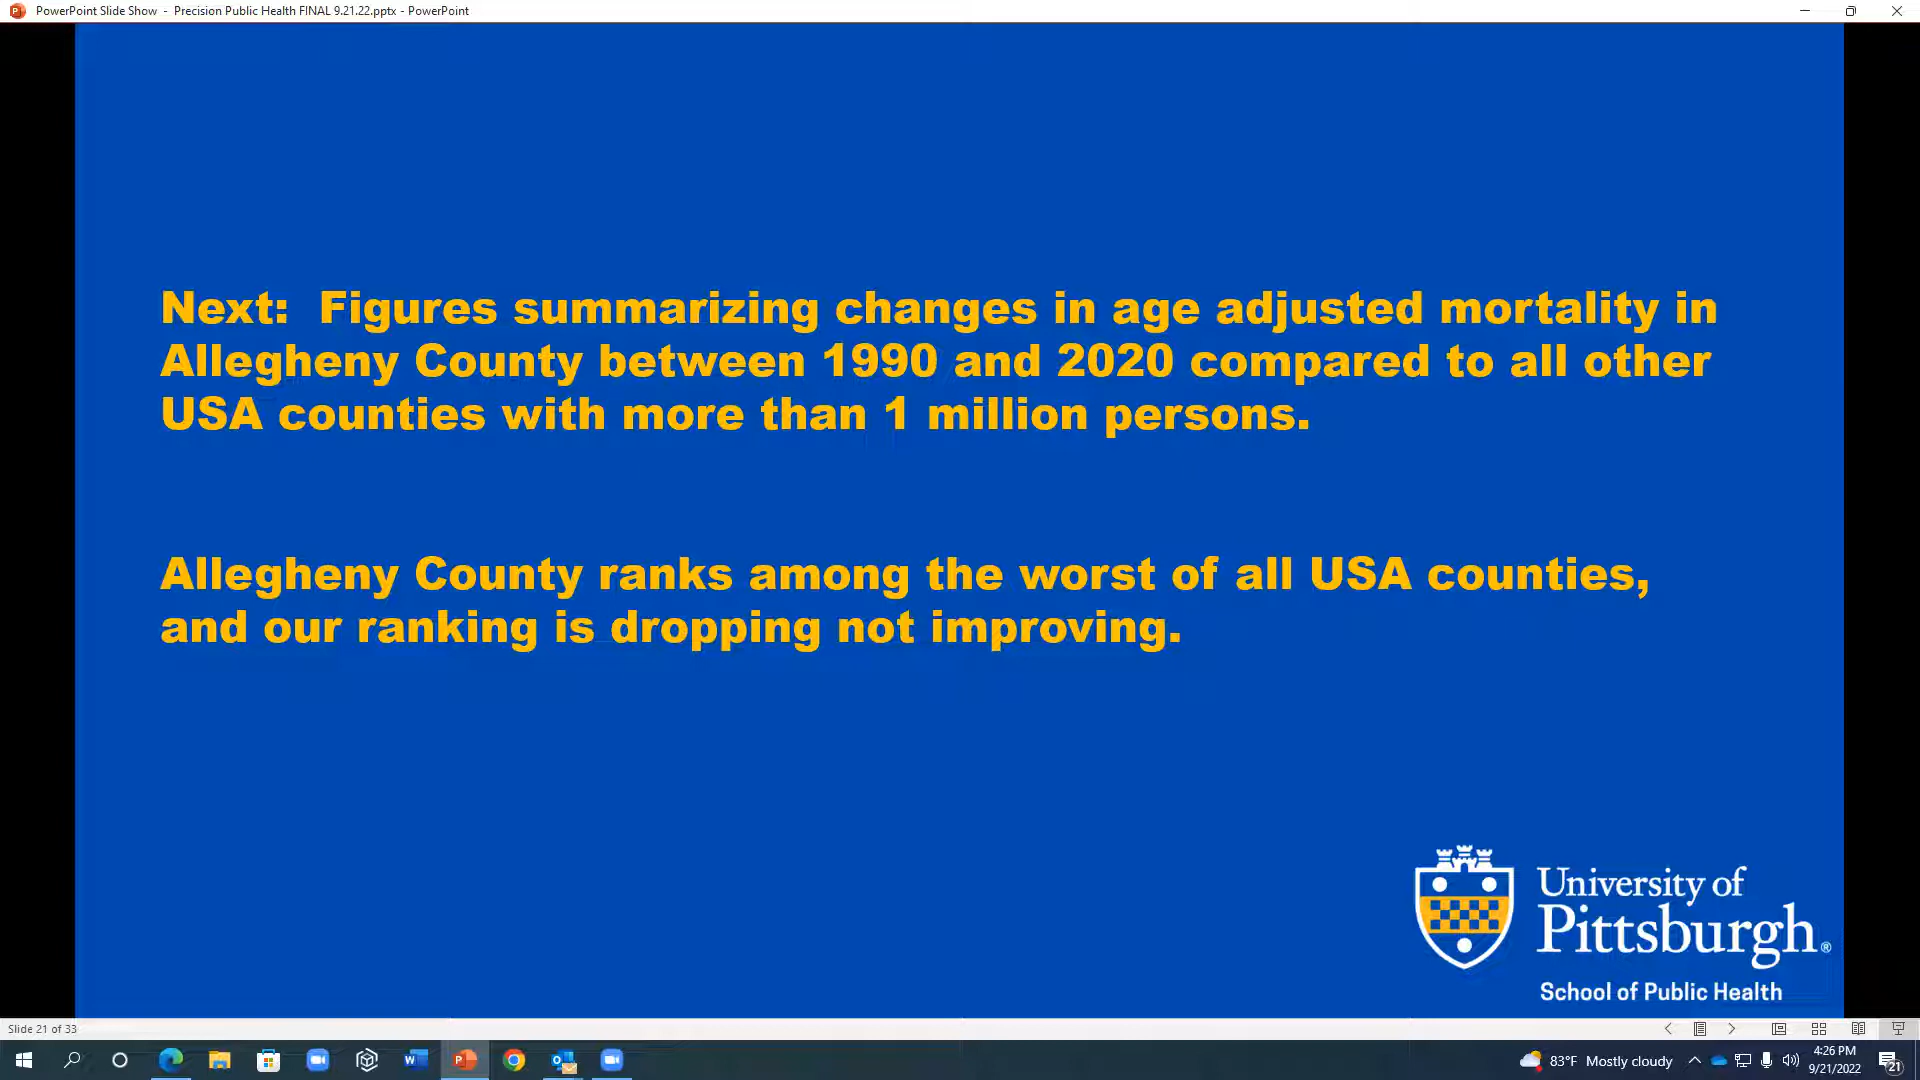 PowerPoint Slide Show - Precision Public Health FINAL 9.21.22.pptx - PowerPoint
Next: Figures summarizing changes in age adjusted mortality in
Allegheny County between 1990 and 2020 compared to all other
USA counties with more than 1 million persons.
Allegheny County ranks among the worst of all USA counties,
and our ranking is dropping not improving.
University of
Pittsburgh®
School of Public Health
Slide 21 of 33
83°F Mostly cloudy
4:26 PM
9/21/2022
21